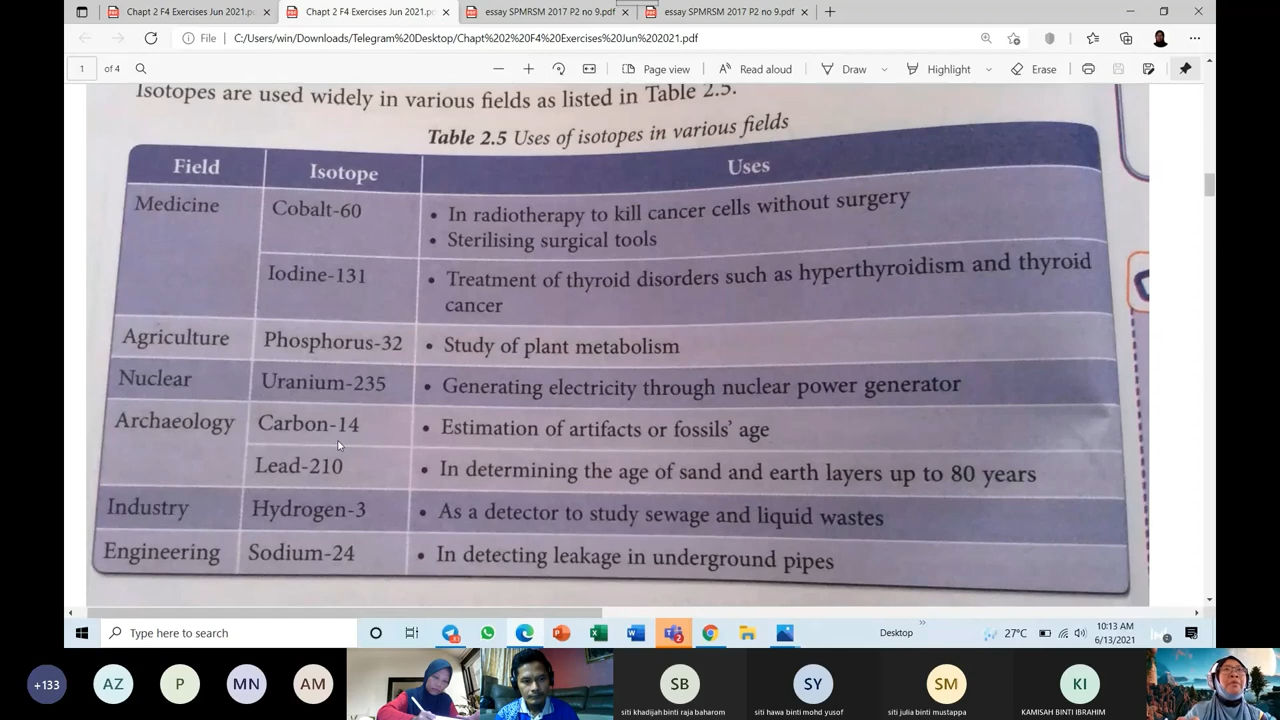 Chapt 2 F4 Exercises Jun 2021.pdf
Chapt 2 F4 Exercises Jun 2021.pdf
essay SPMRSM 2017 P2 no 9.pdf
essay SPMRSM 2017 P2 no 9.pdf
File
C:/Users/win/Downloads/Telegram%20Desktop/Chapt%202%20F4%20Exercises%20Jun%202021.pdf
1 of 4
Page view
Read aloud
Draw
Highlight
Erase
Isotopes are used widely in various fields as listed in Table 2.5.
Table 2.5 Uses of isotopes in various fields
Field Isotope Uses
Medicine Cobalt-60 • In radiotherapy to kill cancer cells without surgery
• Sterilising surgical tools
Iodine-131 • Treatment of thyroid disorders such as hyperthyroidism and thyroid
cancer
Agriculture Phosphorus-32 • Study of plant metabolism
Nuclear Uranium-235 • Generating electricity through nuclear power generator
Archaeology Carbon-14 • Estimation of artifacts or fossils' age
Lead-210 • In determining the age of sand and earth layers up to 80 years
Industry Hydrogen-3 • As a detector to study sewage and liquid wastes
Engineering Sodium-24 • In detecting leakage in underground pipes
Type here to search
Desktop
27°C
10:13 AM
6/13/2021
+133
AZ
P
MN
AM
SB
siti khadijah binti raja baharom
SY
siti hawa binti mohd yusof
SM
siti julia binti mustappa
KI
KAMISAH BINTI IBRAHIM